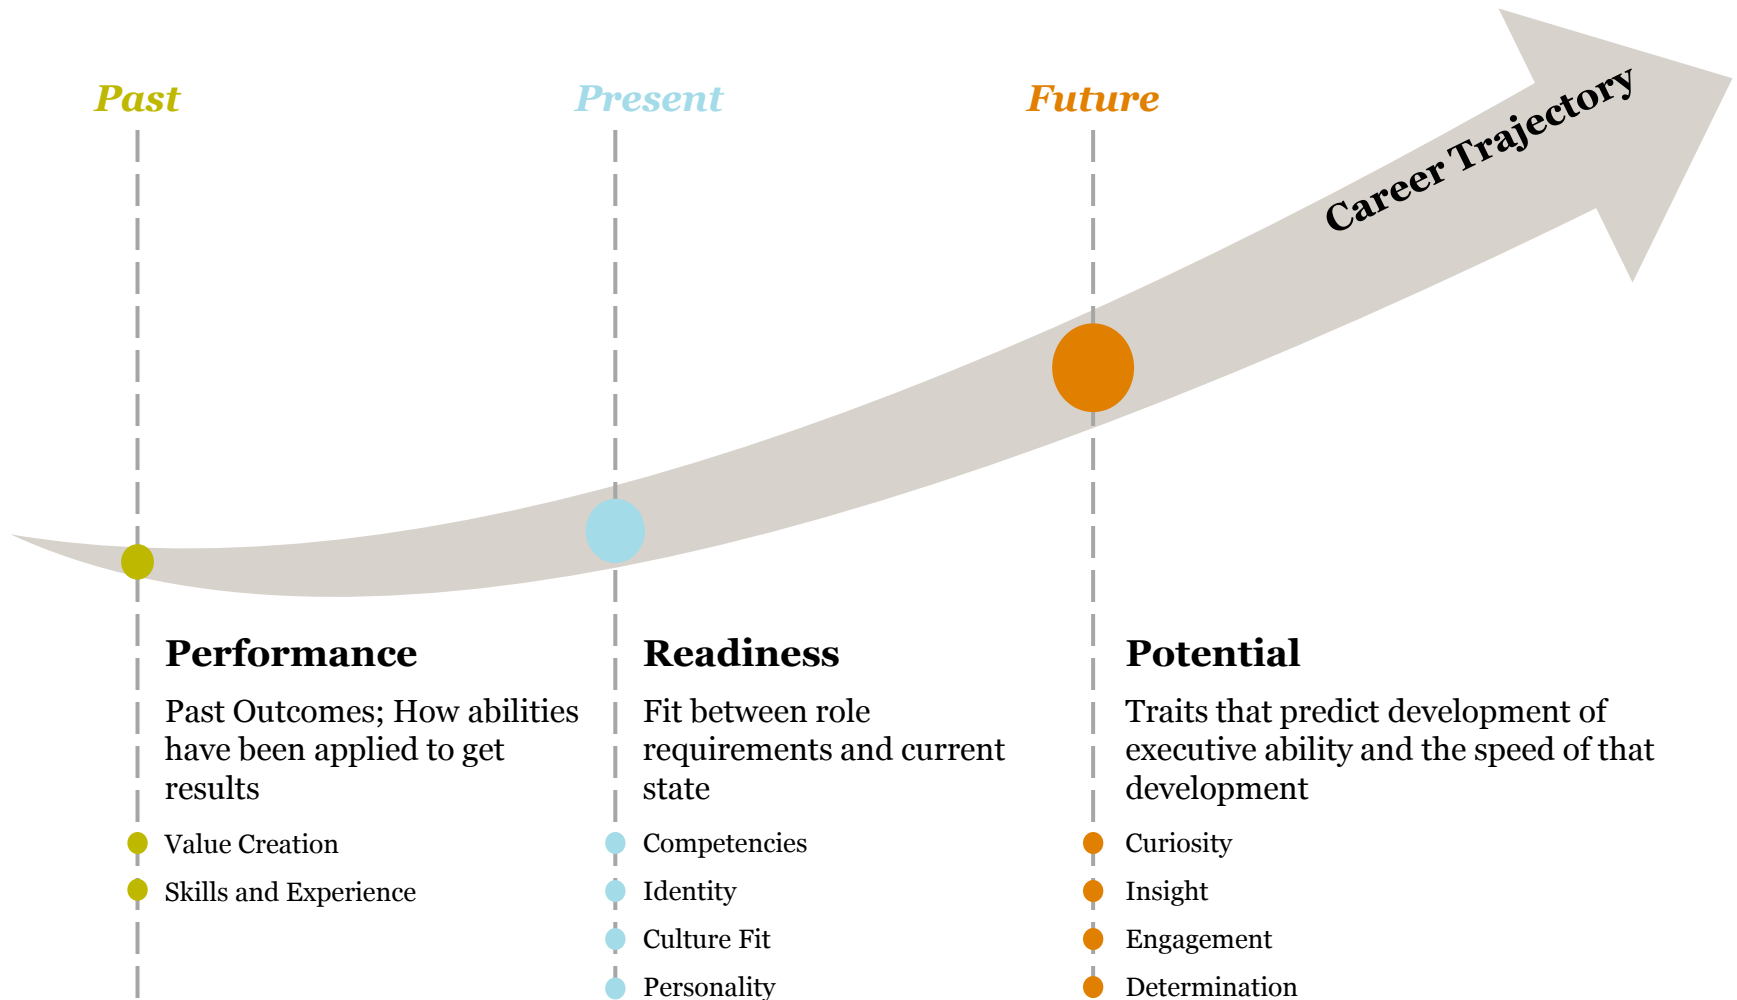 Past
Present
Future
Career Trajectory
Performance
Past Outcomes; How abilities
have been applied to get
results
Value Creation
Skills and Experience
Readiness
Fit between role
requirements and current
state
Competencies
Identity
Culture Fit
Personality
Potential
Traits that predict development of
executive ability and the speed of that
development
Curiosity
Insight
Engagement
Determination